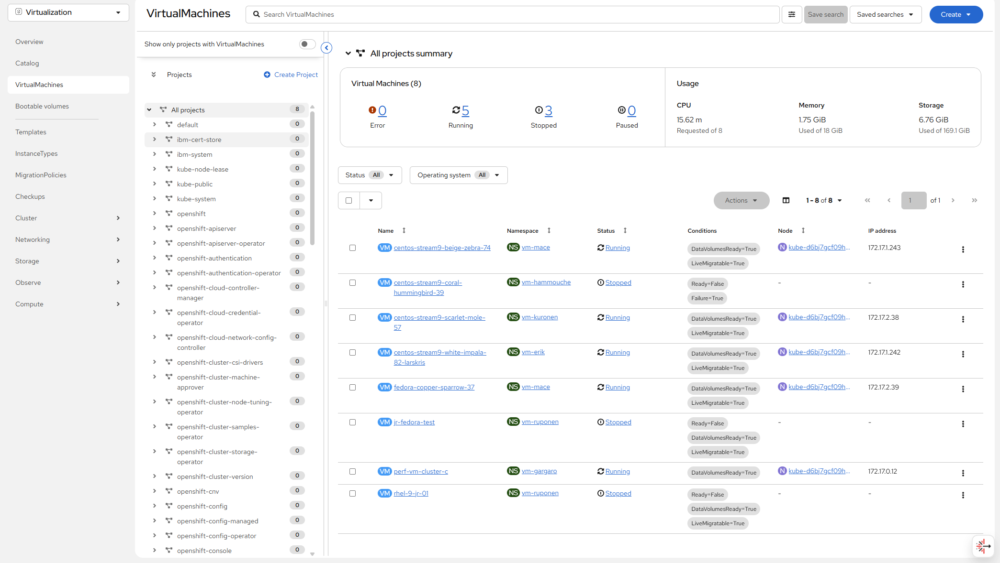 Virtualization
VirtualMachines
Search VirtualMachines
Save search
Saved searches
Create
Overview
Catalog
VirtualMachines
Bootable volumes
Templates
InstanceTypes
MigrationPolicies
Checkups
Cluster
Networking
Storage
Observe
Compute
Show only projects with VirtualMachines
Projects
Create Project
All projects 8
default 0
ibm-cert-store 0
ibm-system 0
kube-node-lease 0
kube-public 0
kube-system 0
openshift 0
openshift-apiserver 0
openshift-apiserver-operator 0
openshift-authentication 0
openshift-authentication-operator 0
openshift-cloud-controller- 0
manager
openshift-cloud-credential- 0
operator
openshift-cloud-network-config- 0
controller
openshift-cluster-csi-drivers 0
openshift-cluster-machine- 0
approver
openshift-cluster-node-tuning- 0
operator
openshift-cluster-samples- 0
operator
openshift-cluster-storage- 0
operator
openshift-cluster-version 0
openshift-cnv 0
openshift-config 0
openshift-config-managed 0
openshift-config-operator 0
openshift-console 0
All projects summary
Virtual Machines (8)
0 5 3 0
Error Running Stopped Paused
Usage
CPU Memory Storage
15.62 m 1.75 GiB 6.76 GiB
Requested of 8 Used of 18 GiB Used of 169.1 GiB
Status All
Operating system All
Actions 1 - 8 of 8 1 of 1
Name Namespace Status Conditions Node IP address
VM centos-stream9-beige-zebra-74 NS vm-mace Running DataVolumesReady=True N kube-d6bj7gcf09h... 172.17.1.243
LiveMigratable=True
VM centos-stream9-coral- NS vm-hammouche Stopped Ready=False - -
hummingbird-39 Failure=True
VM centos-stream9-scarlet-mole- NS vm-kuronen Running DataVolumesReady=True N kube-d6bj7gcf09h... 172.17.2.38
57 LiveMigratable=True
VM centos-stream9-white-impala- NS vm-erik Running DataVolumesReady=True N kube-d6bj7gcf09h... 172.17.1.242
82-larskris LiveMigratable=True
VM fedora-copper-sparrow-37 NS vm-mace Running DataVolumesReady=True N kube-d6bj7gcf09h... 172.17.2.39
LiveMigratable=True
VM jr-fedora-test NS vm-ruponen Stopped Ready=False - -
DataVolumesReady=True
LiveMigratable=True
VM perf-vm-cluster-c NS vm-gargaro Running DataVolumesReady=True N kube-d6bj7gcf09h... 172.17.0.12
VM rhel-9-jr-01 NS vm-ruponen Stopped Ready=False - -
DataVolumesReady=True
LiveMigratable=True